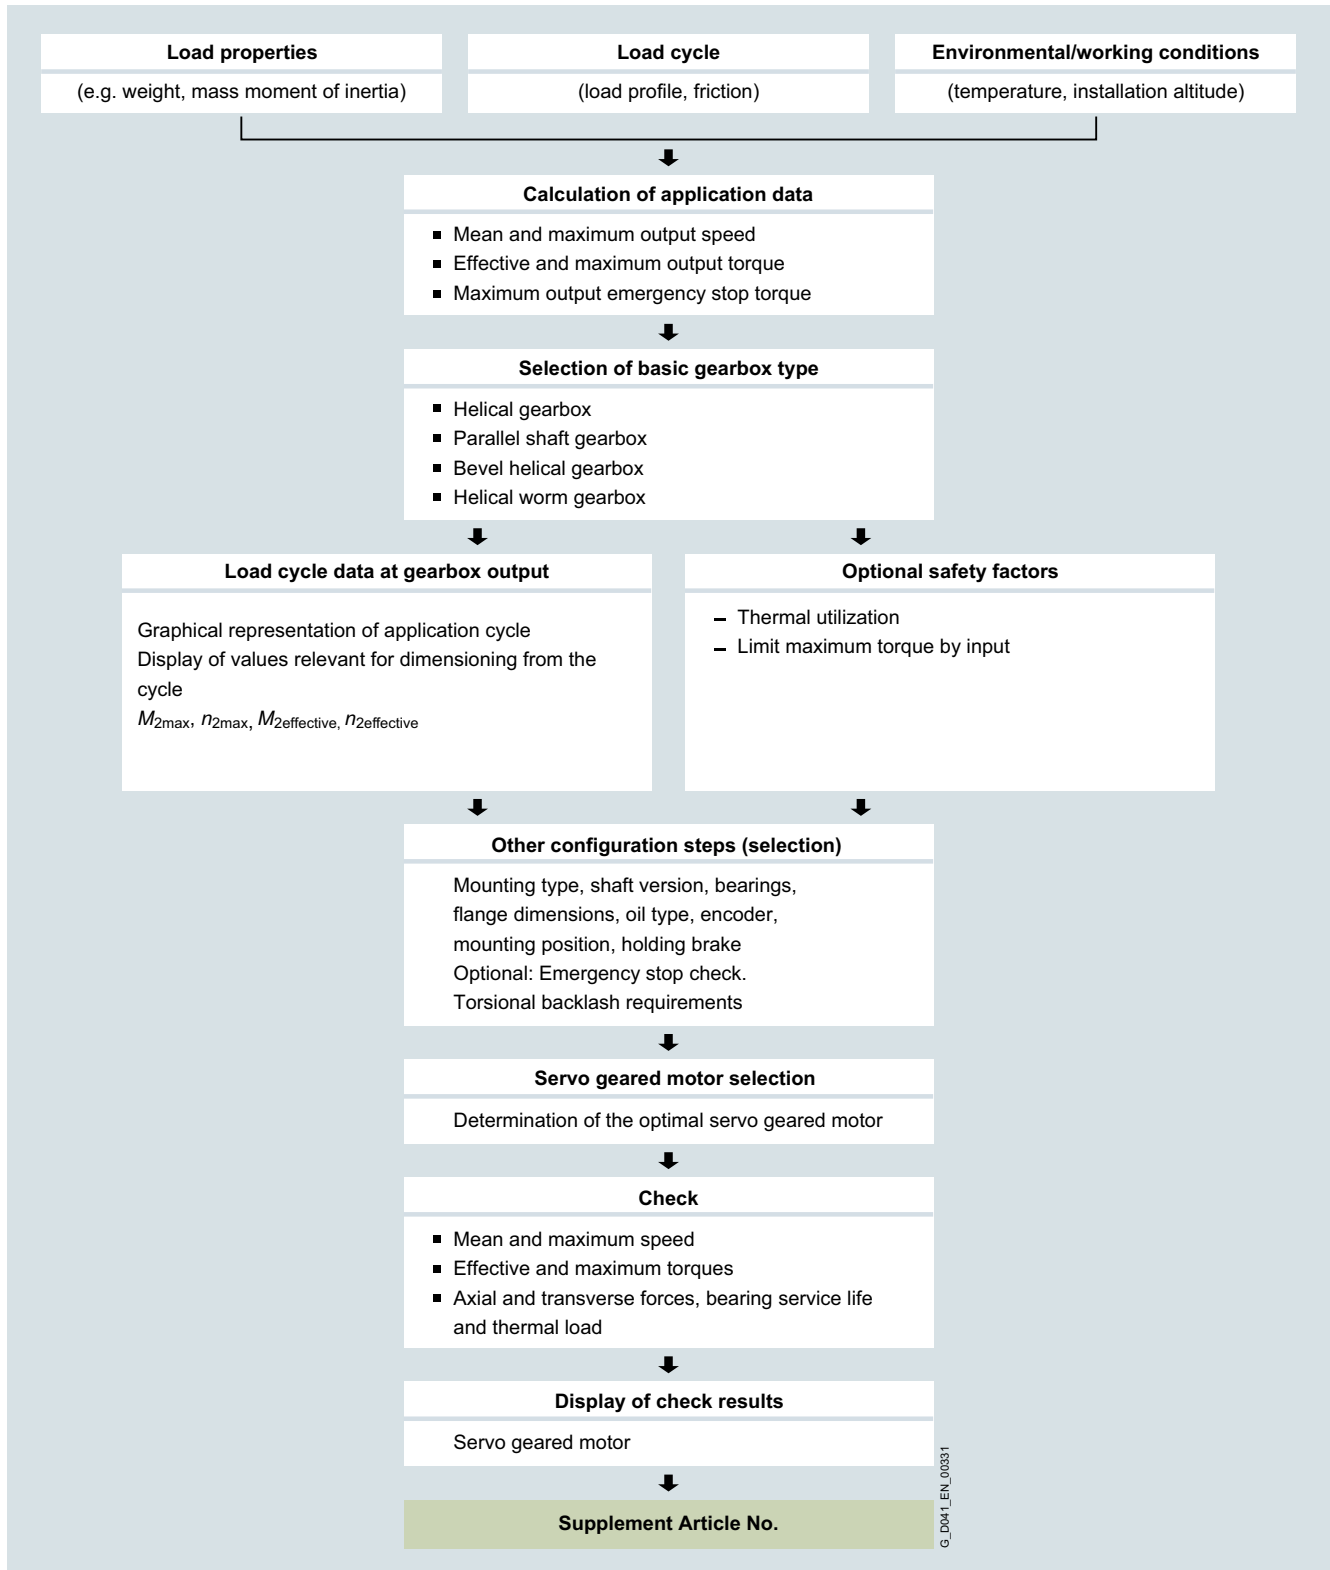 Load properties
(e.g. weight, mass moment of inertia)
Load cycle
(load profile, friction)
Environmental/working conditions
(temperature, installation altitude)
Calculation of application data
■ Mean and maximum output speed
■ Effective and maximum output torque
■ Maximum output emergency stop torque
Selection of basic gearbox type
■ Helical gearbox
■ Parallel shaft gearbox
■ Bevel helical gearbox
■ Helical worm gearbox
Load cycle data at gearbox output
Graphical representation of application cycle
Display of values relevant for dimensioning from the
cycle
M2max, n2max, M2effective, n2effective
Optional safety factors
– Thermal utilization
– Limit maximum torque by input
Other configuration steps (selection)
Mounting type, shaft version, bearings,
flange dimensions, oil type, encoder,
mounting position, holding brake
Optional: Emergency stop check.
Torsional backlash requirements
Servo geared motor selection
Determination of the optimal servo geared motor
Check
■ Mean and maximum speed
■ Effective and maximum torques
■ Axial and transverse forces, bearing service life
and thermal load
Display of check results
Servo geared motor
Supplement Article No.
G_D041_EN_00331